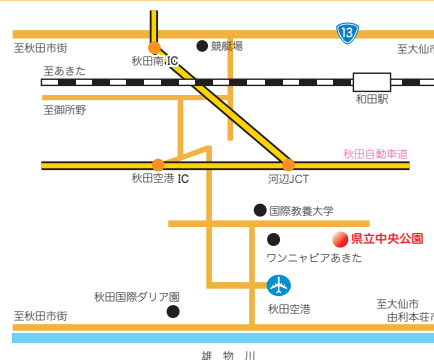 13
至秋田市街
競艇場
至大仙市
秋田南IC
至あきた
和田駅
至御所野
秋田自動車道
秋田空港 IC
河辺JCT
国際教養大学
県立中央公園
ワンニャピアあきた
秋田国際ダリア園
秋田空港
至大仙市
由利本荘市
至秋田市街
雄 物 川